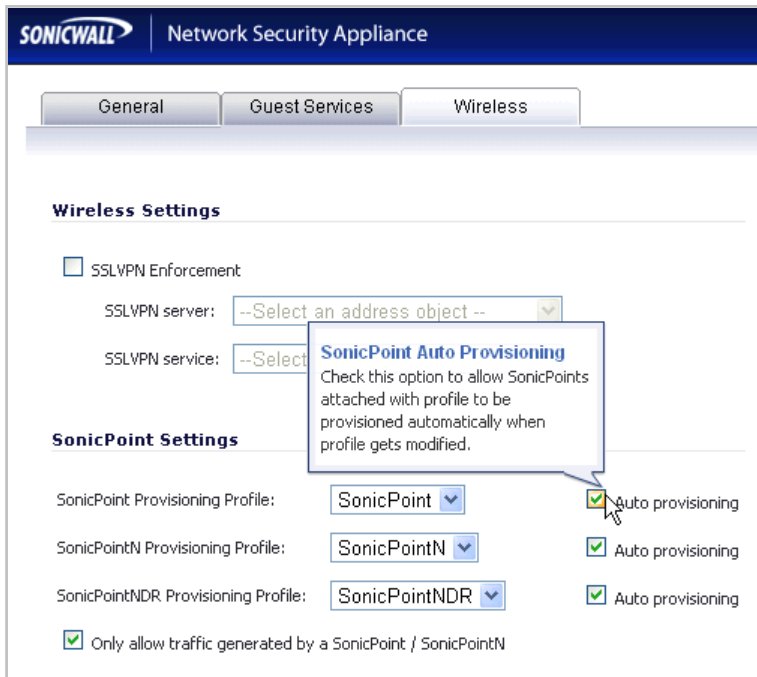 SONICWALL Network Security Appliance
General Guest Services Wireless
Wireless Settings
SSLVPN Enforcement
SSLVPN server: --Select an address object --
SSLVPN service: --Select
SonicPoint Auto Provisioning
Check this option to allow SonicPoints
attached with profile to be
provisioned automatically when
profile gets modified.
SonicPoint Settings
SonicPoint Provisioning Profile: SonicPoint Auto provisioning
SonicPointN Provisioning Profile: SonicPointN Auto provisioning
SonicPointNDR Provisioning Profile: SonicPointNDR Auto provisioning
Only allow traffic generated by a SonicPoint / SonicPointN